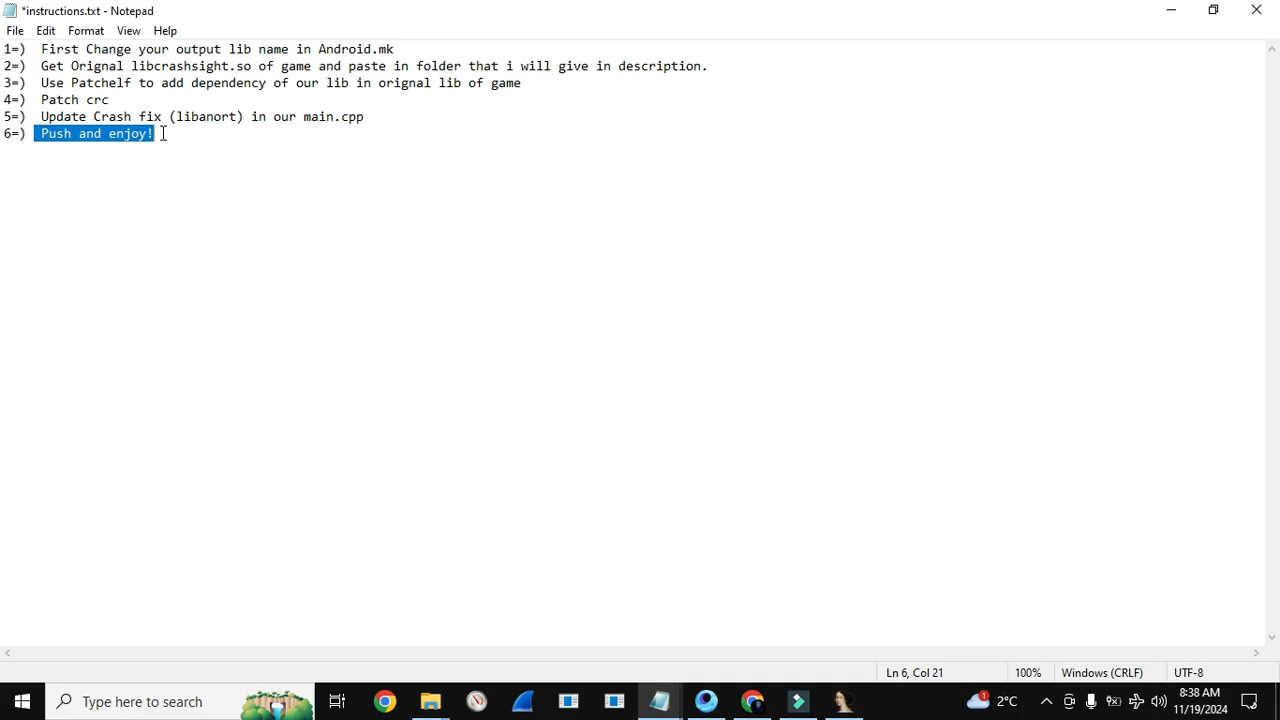 *instructions.txt - Notepad
File Edit Format View Help
1=) First Change your output lib name in Android.mk
2=) Get Orignal libcrashsight.so of game and paste in folder that i will give in description.
3=) Use Patchelf to add dependency of our lib in orignal lib of game
4=) Patch crc
5=) Update Crash fix (libanort) in our main.cpp
6=) Push and enjoy!
Ln 6, Col 21 100% Windows (CRLF) UTF-8
Type here to search 1 2°C 8:38 AM
11/19/2024